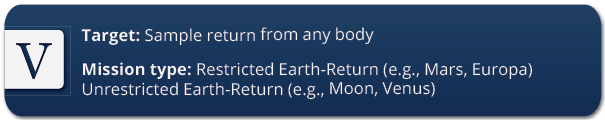 V
Target: Sample return from any body
Mission type: Restricted Earth-Return (e.g., Mars, Europa)
Unrestricted Earth-Return (e.g., Moon, Venus)